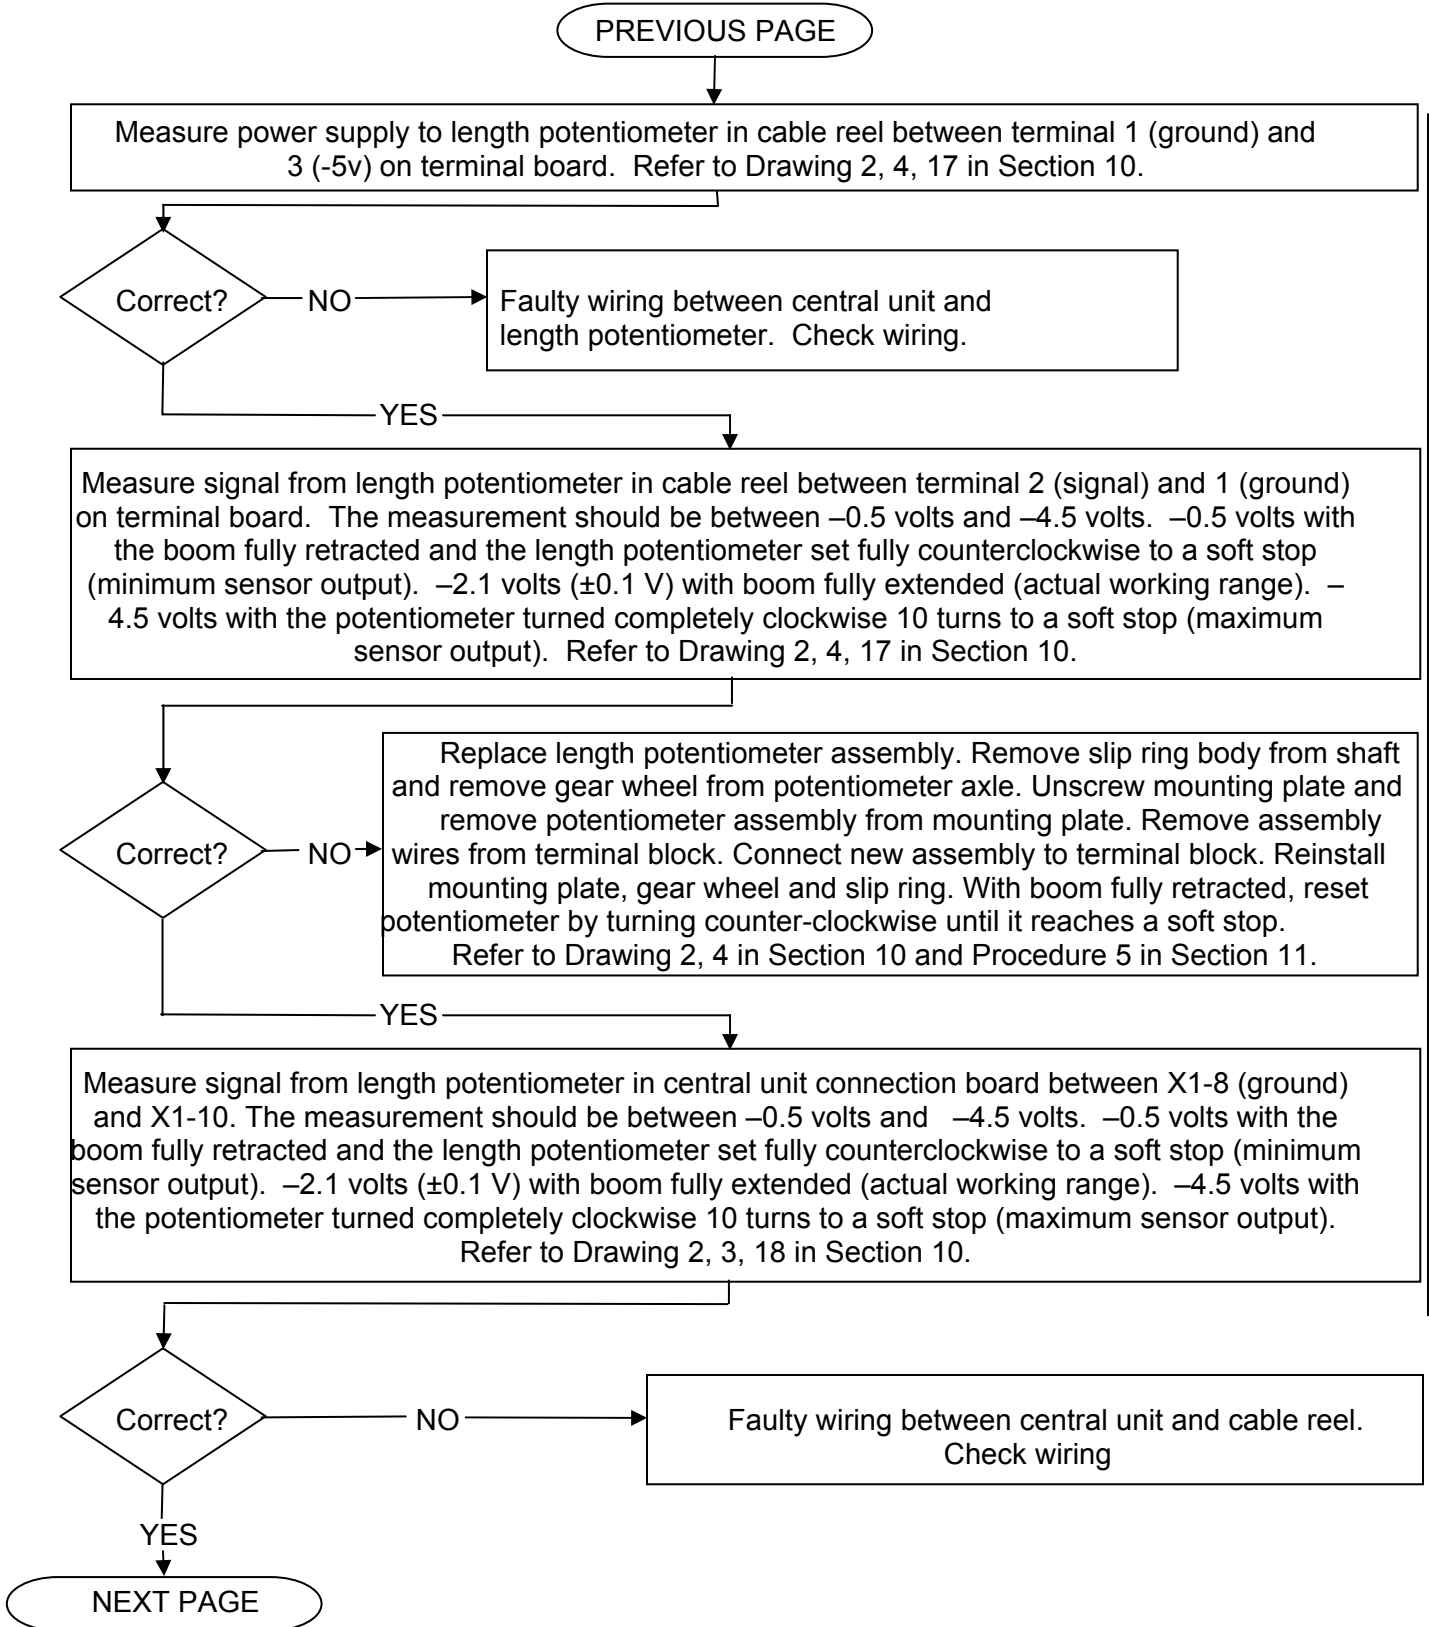 PREVIOUS PAGE
Measure power supply to length potentiometer in cable reel between terminal 1 (ground) and
3 (-5v) on terminal board.  Refer to Drawing 2, 4, 17 in Section 10.
Correct?
NO
Faulty wiring between central unit and
length potentiometer.  Check wiring.
YES
Measure signal from length potentiometer in cable reel between terminal 2 (signal) and 1 (ground)
on terminal board.  The measurement should be between –0.5 volts and –4.5 volts.  –0.5 volts with
the boom fully retracted and the length potentiometer set fully counterclockwise to a soft stop
(minimum sensor output).  –2.1 volts (±0.1 V) with boom fully extended (actual working range).  –
4.5 volts with the potentiometer turned completely clockwise 10 turns to a soft stop (maximum
sensor output).  Refer to Drawing 2, 4, 17 in Section 10.
Correct?
NO
Replace length potentiometer assembly. Remove slip ring body from shaft
and remove gear wheel from potentiometer axle. Unscrew mounting plate and
remove potentiometer assembly from mounting plate. Remove assembly
wires from terminal block. Connect new assembly to terminal block. Reinstall
mounting plate, gear wheel and slip ring. With boom fully retracted, reset
potentiometer by turning counter-clockwise until it reaches a soft stop.
Refer to Drawing 2, 4 in Section 10 and Procedure 5 in Section 11.
YES
Measure signal from length potentiometer in central unit connection board between X1-8 (ground)
and X1-10. The measurement should be between –0.5 volts and   –4.5 volts.  –0.5 volts with the
boom fully retracted and the length potentiometer set fully counterclockwise to a soft stop (minimum
sensor output).  –2.1 volts (±0.1 V) with boom fully extended (actual working range).  –4.5 volts with
the potentiometer turned completely clockwise 10 turns to a soft stop (maximum sensor output).
Refer to Drawing 2, 3, 18 in Section 10.
Correct?
NO
Faulty wiring between central unit and cable reel.
Check wiring
YES
NEXT PAGE